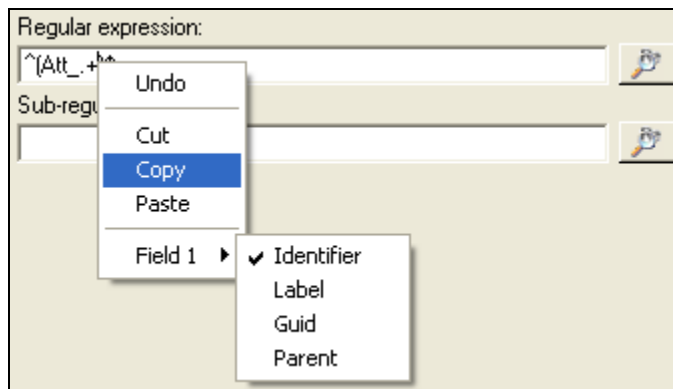 Regular expression:
^(Att_.+
Undo
Sub-regu
Cut
Copy
Paste
Field 1
Identifier
Label
Guid
Parent